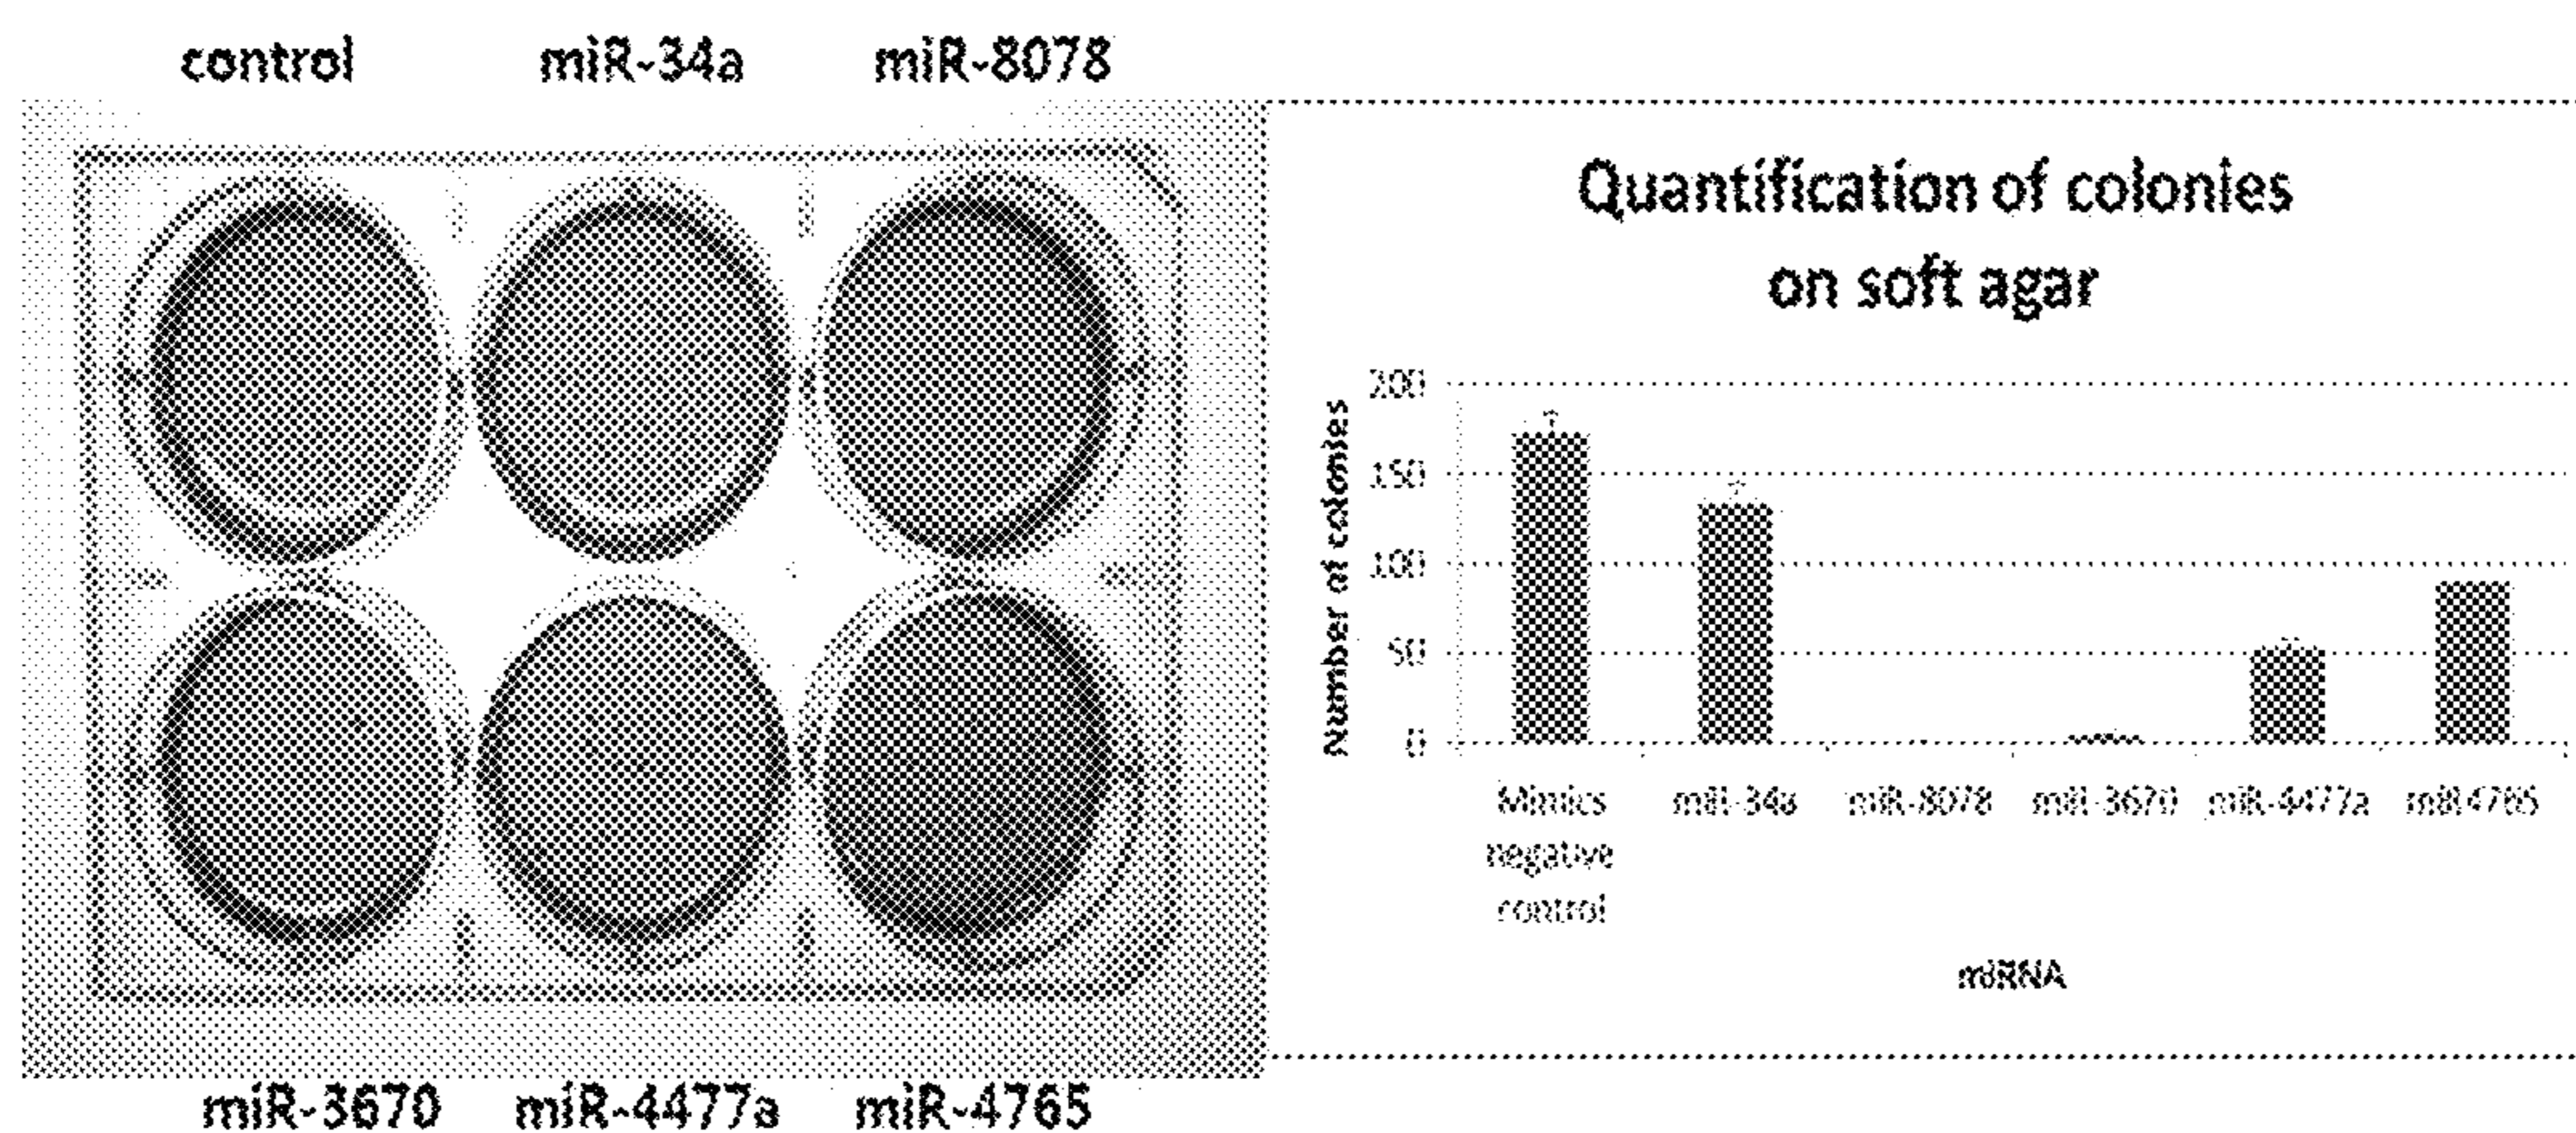 control miR-34a miR-8078
miR-3670 miR-4477a miR-4765
Quantification of colonies
on soft agar
Number of colonies
200
150
100
50
0
Mimics negative control
miR-34a
miR-8078
miR-3670
miR-4477a
miR4765
miRNA